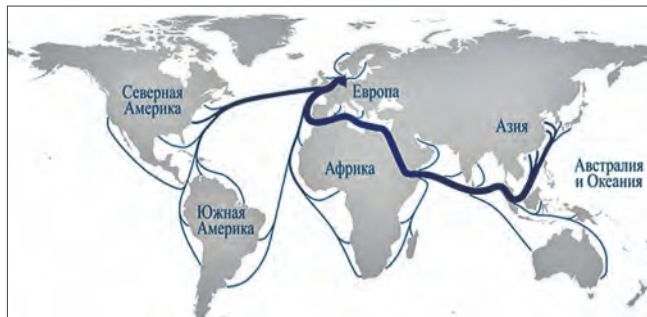 Северная
Америка
Европа
Азия
Африка
Австралия
и Океания
Южная
Америка